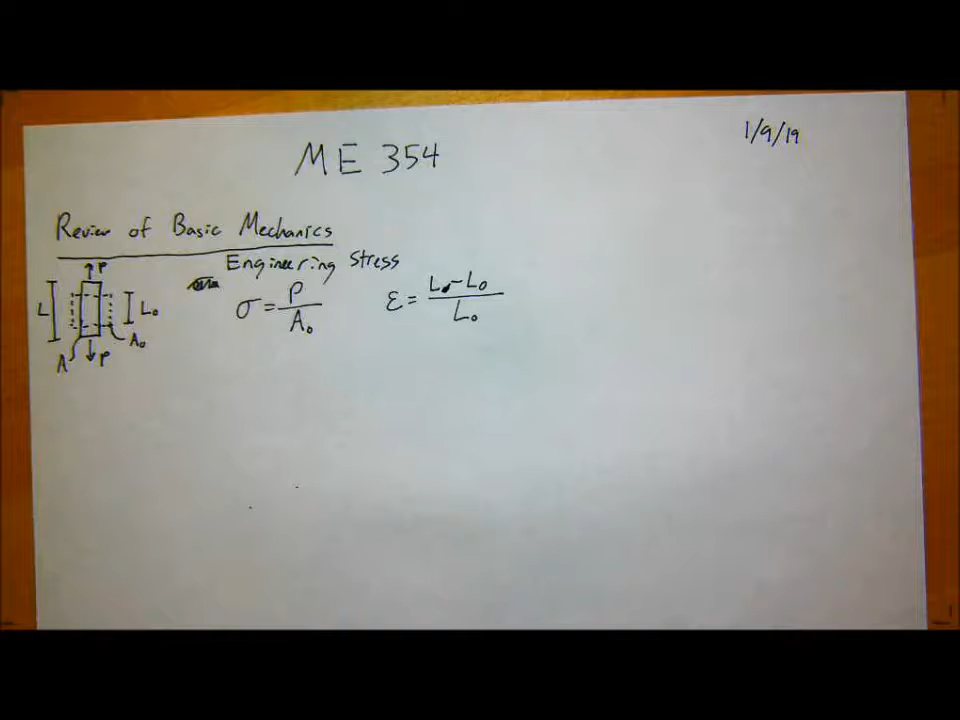 ME 354
1/9/19
Review of Basic Mechanics
Engineering Stress
P
L
L₀
A₀
A
P
σ = P / A₀
ε = L - L₀ / L₀